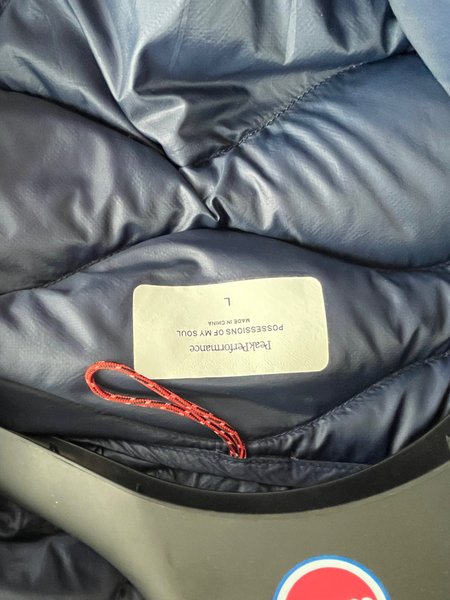 PeakPerformance
POSSESSIONS OF MY SOUL
MADE IN CHINA
L